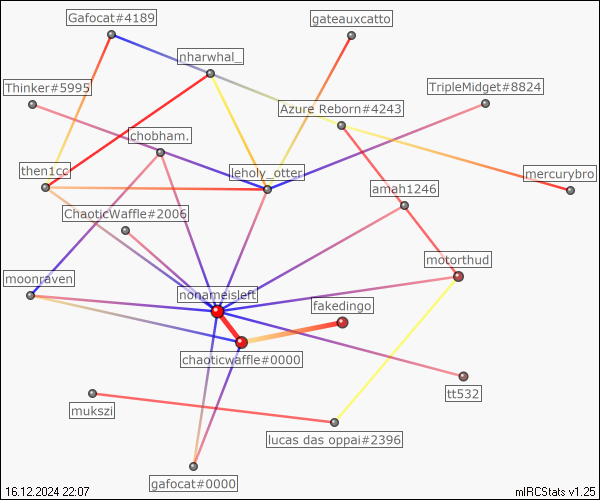 Gafocat#4189
gateauxcatto
nharwhal_
Thinker#5995
TripleMidget#8824
Azure Reborn#4243
chobham.
then1cc
leholy_otter
mercurybro
amah1246
ChaoticWaffle#2006
motorthud
moonraven
nonameisleft
fakedingo
chaoticwaffle#0000
tt532
mukszi
lucas das oppai#2396
gafocat#0000
16.12.2024 22:07
mIRCStats v1.25